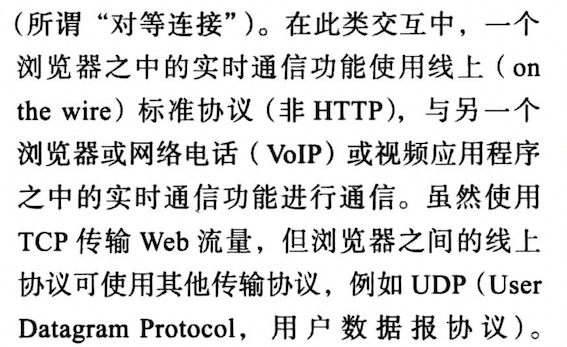 （所谓“对等连接”）。在此类交互中，一个
浏览器之中的实时通信功能使用线上（on
the wire）标准协议（非 HTTP），与另一个
浏览器或网络电话（VoIP）或视频应用程序
之中的实时通信功能进行通信。虽然使用
TCP 传输 Web 流量，但浏览器之间的线上
协议可使用其他传输协议，例如 UDP（User
Datagram Protocol，用户数据报协议）。